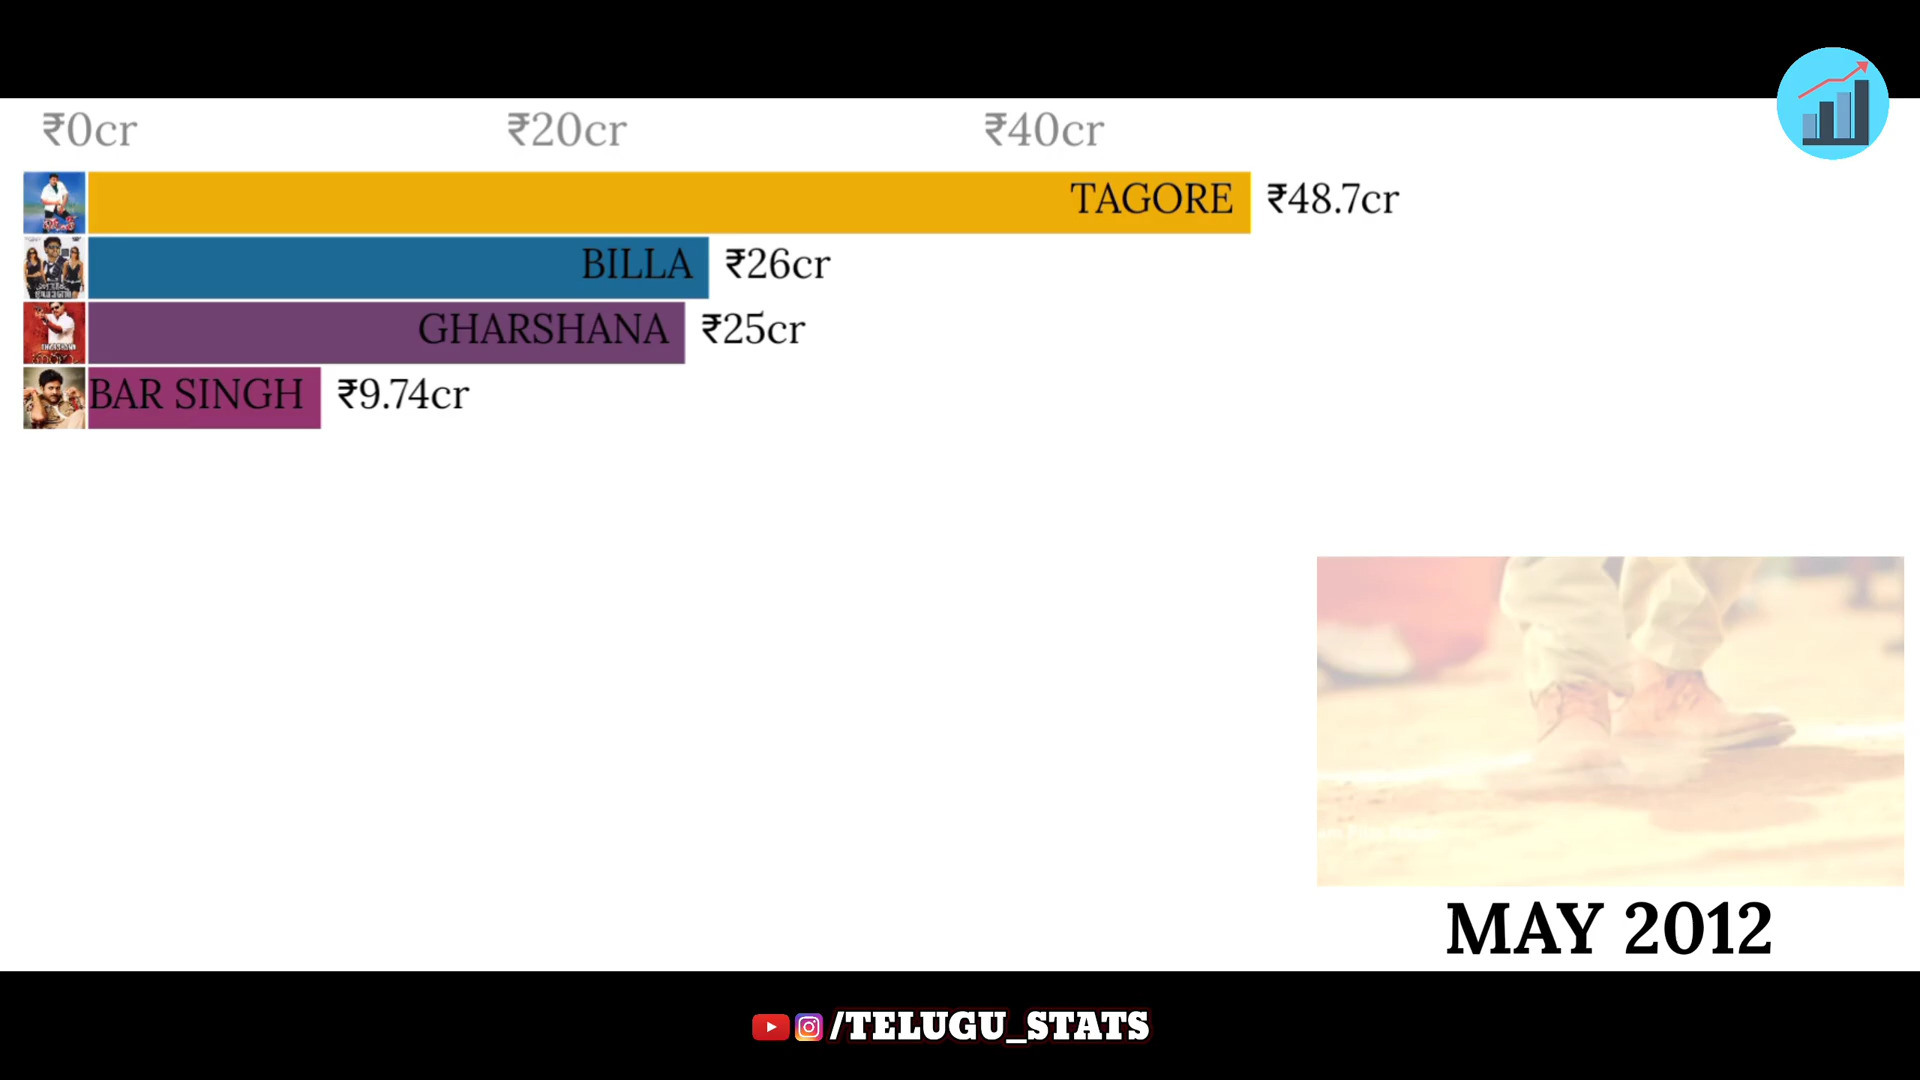 ₹0cr ₹20cr ₹40cr
TAGORE ₹48.7cr
BILLA ₹26cr
GHARSHANA ₹25cr
BAR SINGH ₹9.74cr
MAY 2012
/TELUGU_STATS